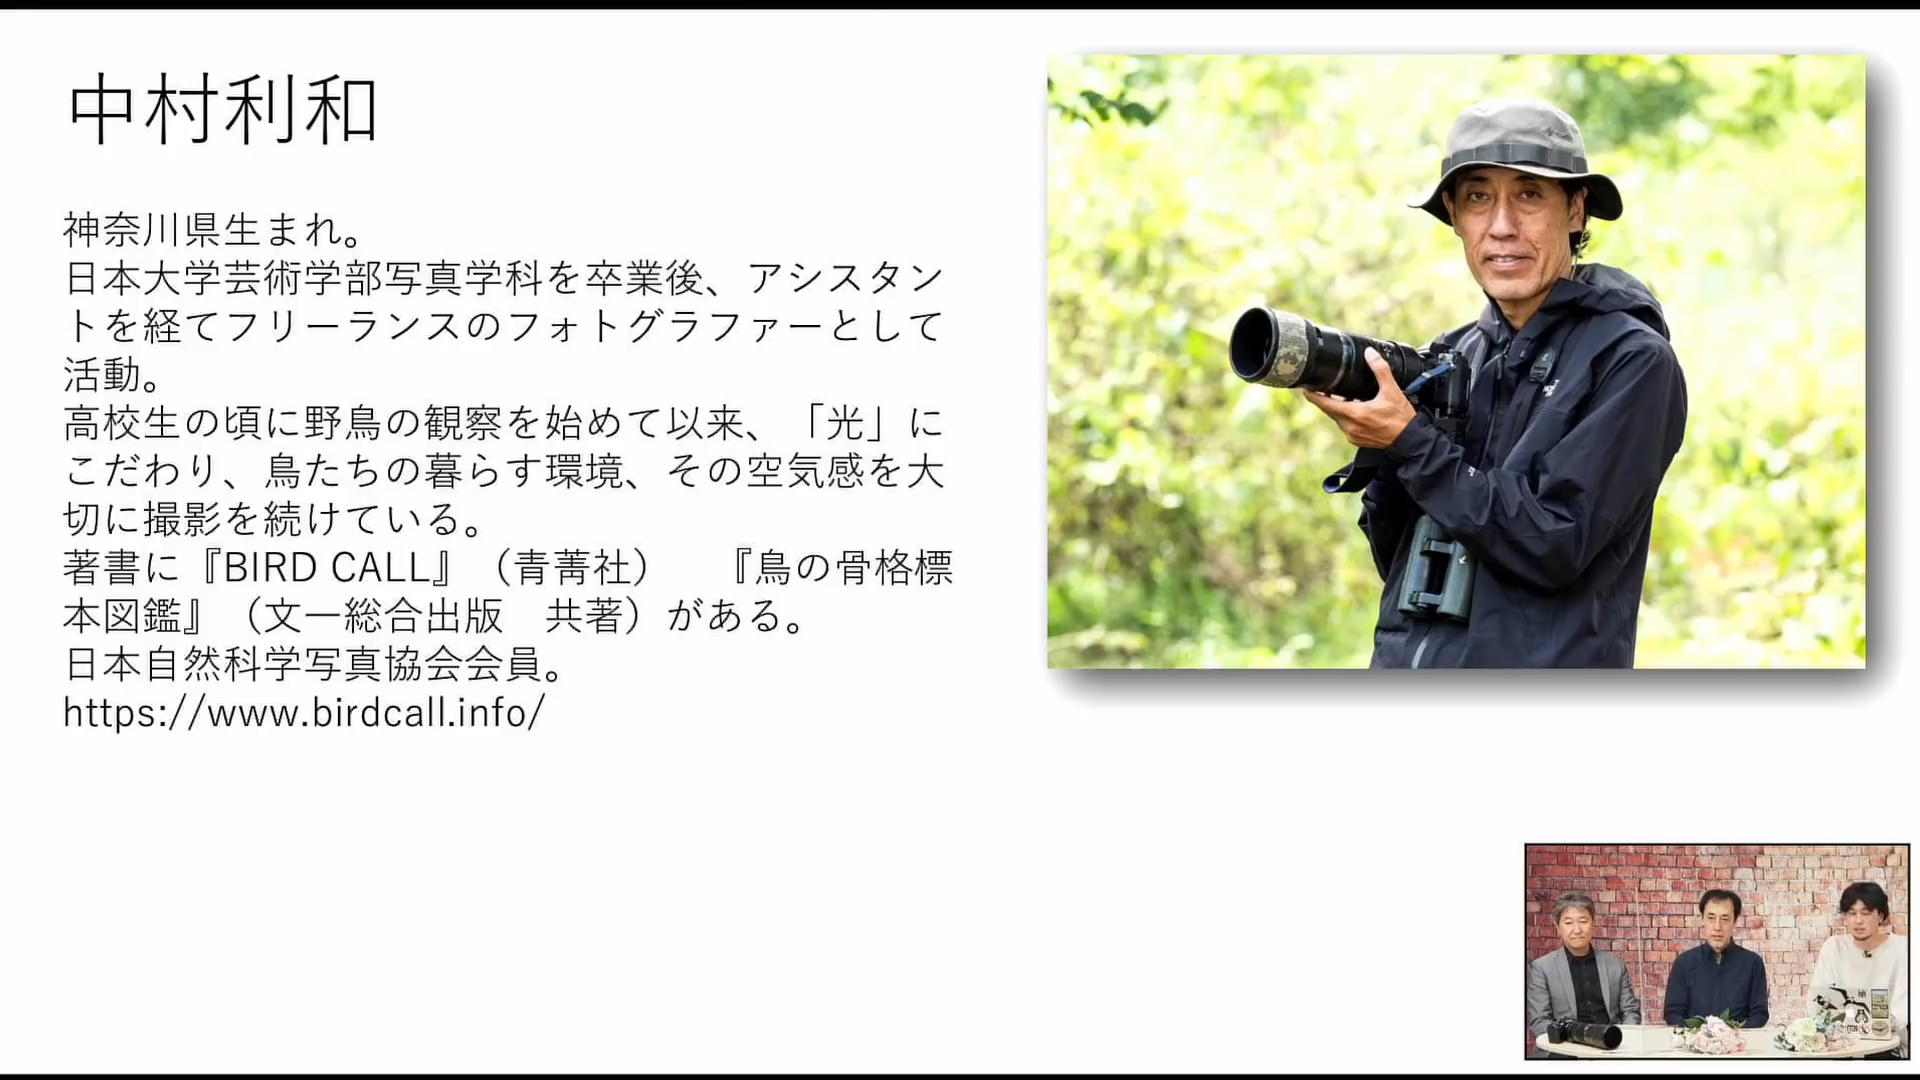 中村利和
神奈川県生まれ。
日本大学芸術学部写真学科を卒業後、アシスタン
トを経てフリーランスのフォトグラファーとして
活動。
高校生の頃に野鳥の観察を始めて以来、「光」に
こだわり、鳥たちの暮らす環境、その空気感を大
切に撮影を続けている。
著書に『BIRD CALL』（青菁社）　『鳥の骨格標
本図鑑』（文一総合出版　共著）がある。
日本自然科学写真協会会員。
https://www.birdcall.info/